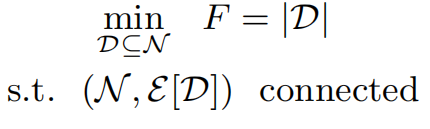 min F = |𝒟|
𝒟⊆𝒩
s.t. (𝒩, ℰ[𝒟]) connected